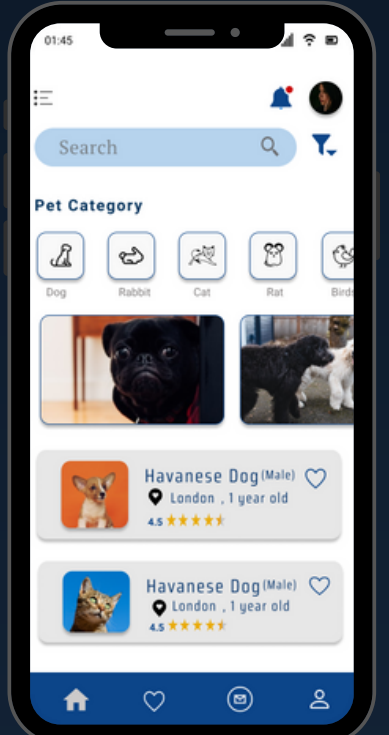 01:45
Search
Pet Category
Dog Rabbit Cat Rat Birds
Havanese Dog (Male)
London , 1 year old
4.5
Havanese Dog (Male)
London , 1 year old
4.5